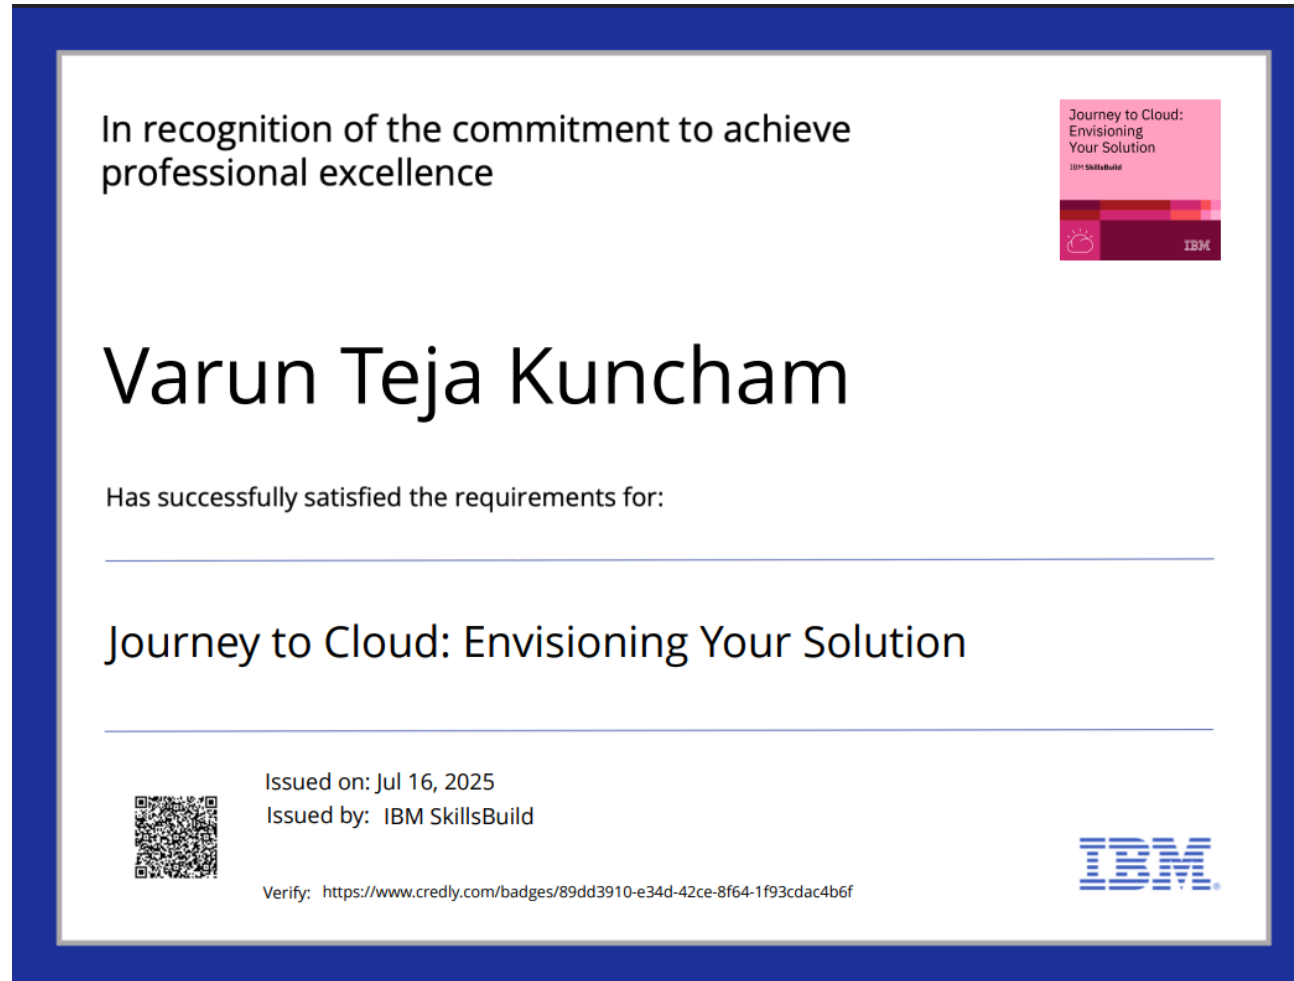 In recognition of the commitment to achieve
professional excellence
Journey to Cloud:
Envisioning
Your Solution
IBM SkillsBuild
IBM
Varun Teja Kuncham
Has successfully satisfied the requirements for:
Journey to Cloud: Envisioning Your Solution
Issued on: Jul 16, 2025
Issued by: IBM SkillsBuild
Verify: https://www.credly.com/badges/89dd3910-e34d-42ce-8f64-1f93cdac4b6f
IBM®